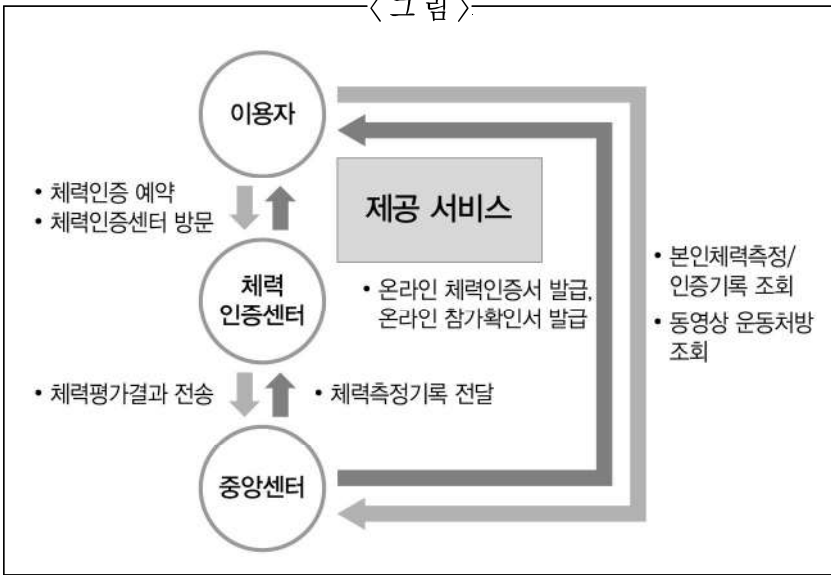 〈그림〉
이용자
• 체력인증 예약
• 체력인증센터 방문
제공 서비스
체력
인증센터
• 온라인 체력인증서 발급,
온라인 참가확인서 발급
• 본인체력측정/
인증기록 조회
• 동영상 운동처방
조회
• 체력평가결과 전송
• 체력측정기록 전달
중앙센터